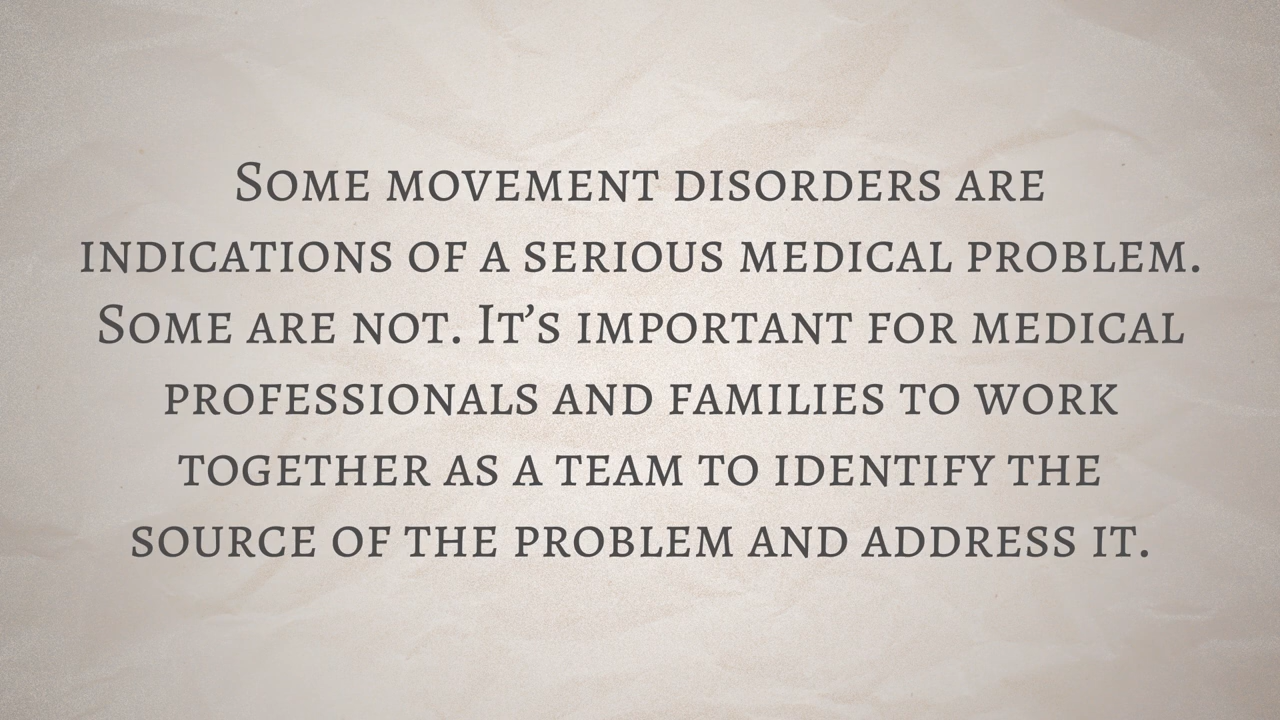 Some movement disorders are
indications of a serious medical problem.
Some are not. It’s important for medical
professionals and families to work
together as a team to identify the
source of the problem and address it.